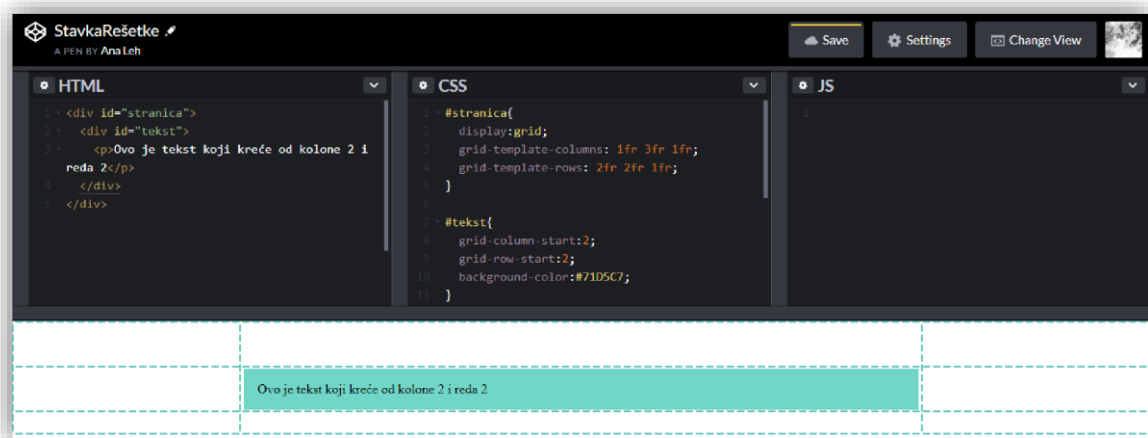 StavkaRešetke
A PEN BY Ana Leh
Save
Settings
Change View
HTML
1 <div id="stranica">
2 <div id="tekst">
3 <p>Ovo je tekst koji kreće od kolone 2 i
reda 2</p>
4 </div>
5 </div>
CSS
1 #stranica{
2 display:grid;
3 grid-template-columns: 1fr 3fr 1fr;
4 grid-template-rows: 2fr 2fr 1fr;
5 }
6
7 #tekst{
8 grid-column-start:2;
9 grid-row-start:2;
10 background-color:#71D5C7;
11 }
JS
1
Ovo je tekst koji kreće od kolone 2 i reda 2